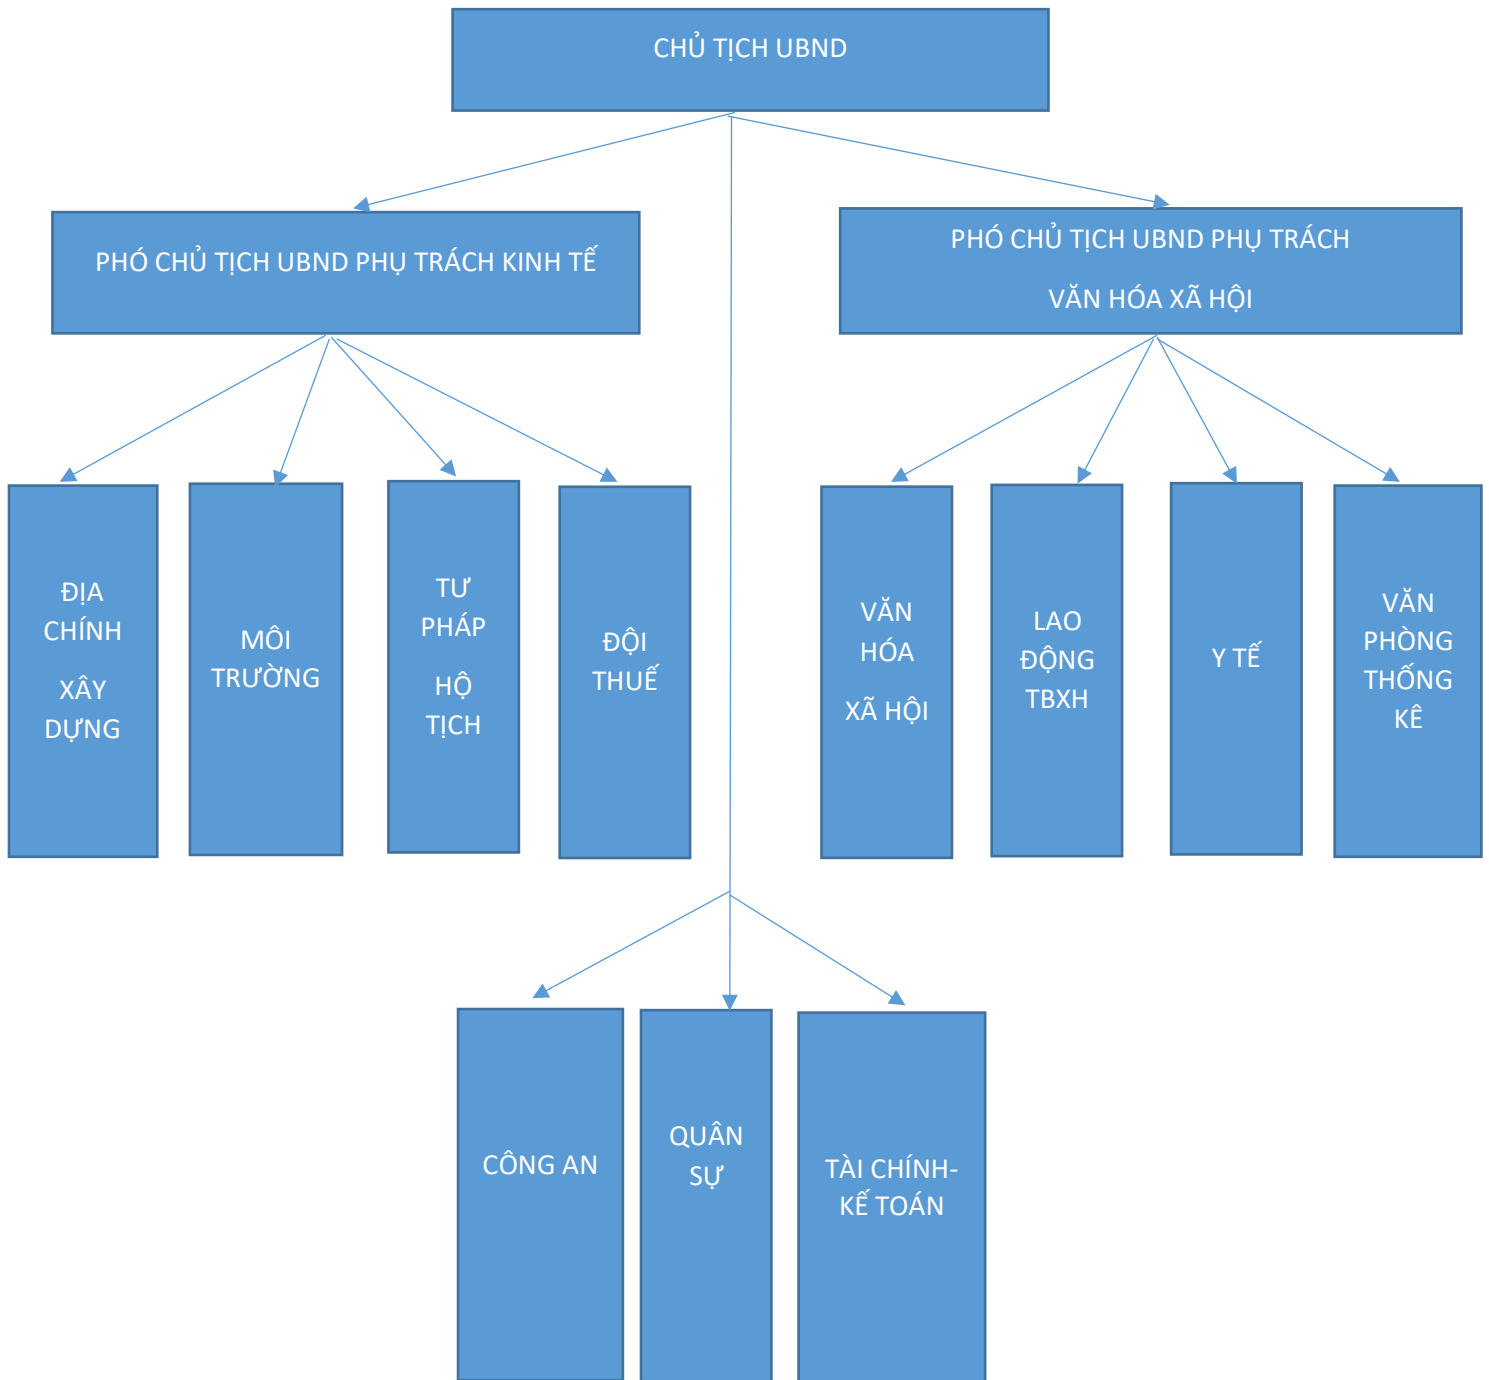 CHỦ TỊCH UBND
PHÓ CHỦ TỊCH UBND PHỤ TRÁCH KINH TẾ
PHÓ CHỦ TỊCH UBND PHỤ TRÁCH
VĂN HÓA XÃ HỘI
ĐỊA
CHÍNH
XÂY
DỰNG
MÔI
TRƯỜNG
TƯ
PHÁP
HỘ
TỊCH
ĐỘI
THUẾ
VĂN
HÓA
XÃ HỘI
LAO
ĐỘNG
TBXH
Y TẾ
VĂN
PHÒNG
THỐNG
KÊ
CÔNG AN
QUÂN
SỰ
TÀI CHÍNH-
KẾ TOÁN